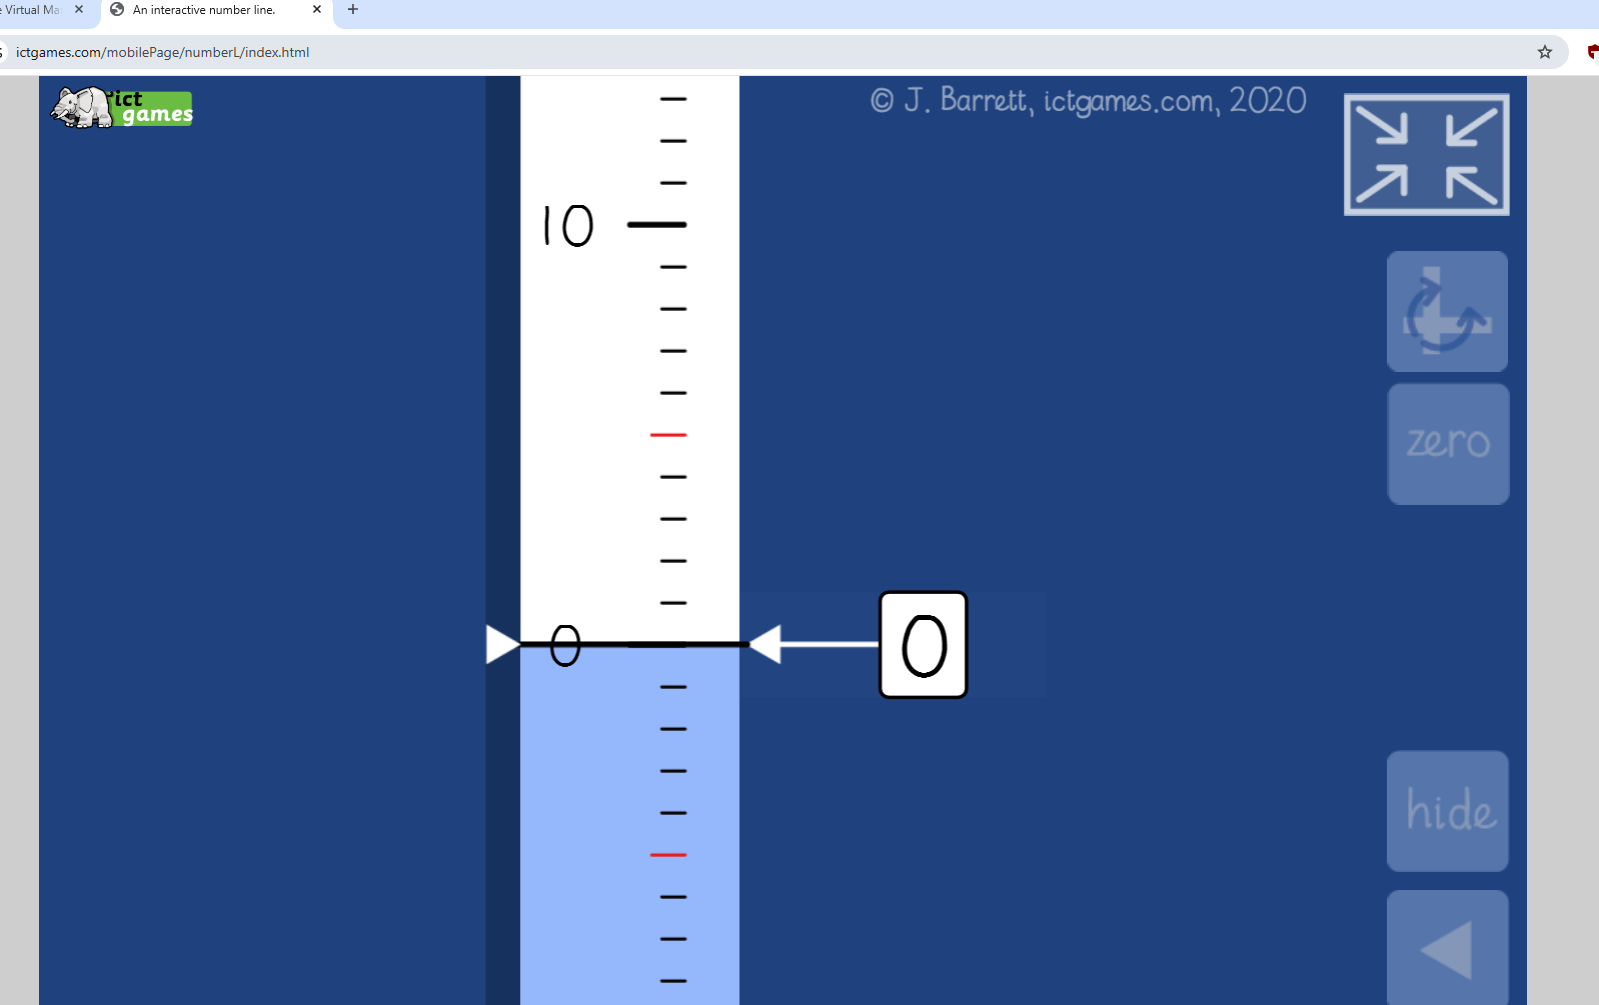 e Virtual Ma
An interactive number line.
ictgames.com/mobilePage/numberL/index.html
ict
games
© J. Barrett, ictgames.com, 2020
10
zero
0
0
hide